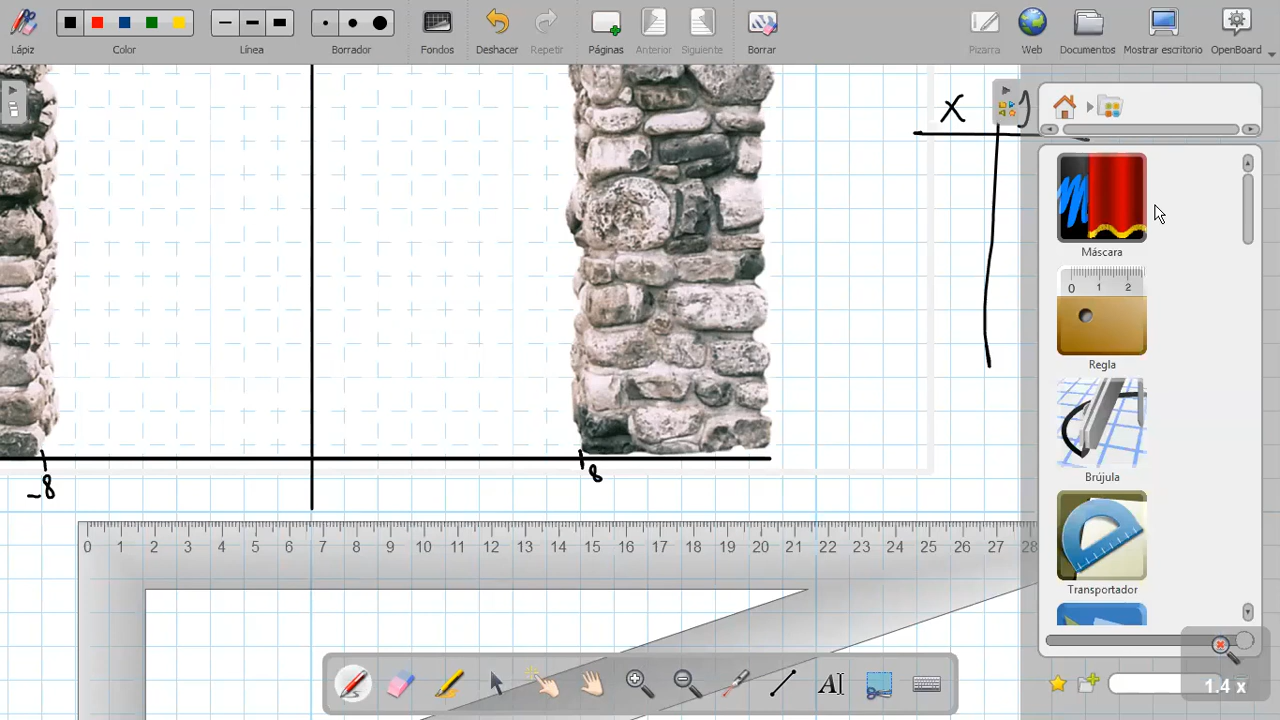 Lápiz Color Línea Borrador Fondos Deshacer Repetir Páginas Anterior Siguiente Borrar Pizarra Web Documentos Mostrar escritorio OpenBoard
X
Máscara
0 1 2
Regla
Brújula
-8 8
0 1 2 3 4 5 6 7 8 9 10 11 12 13 14 15 16 17 18 19 20 21 22 23 24 25 26 27 28
Transportador
AI
1.4 x